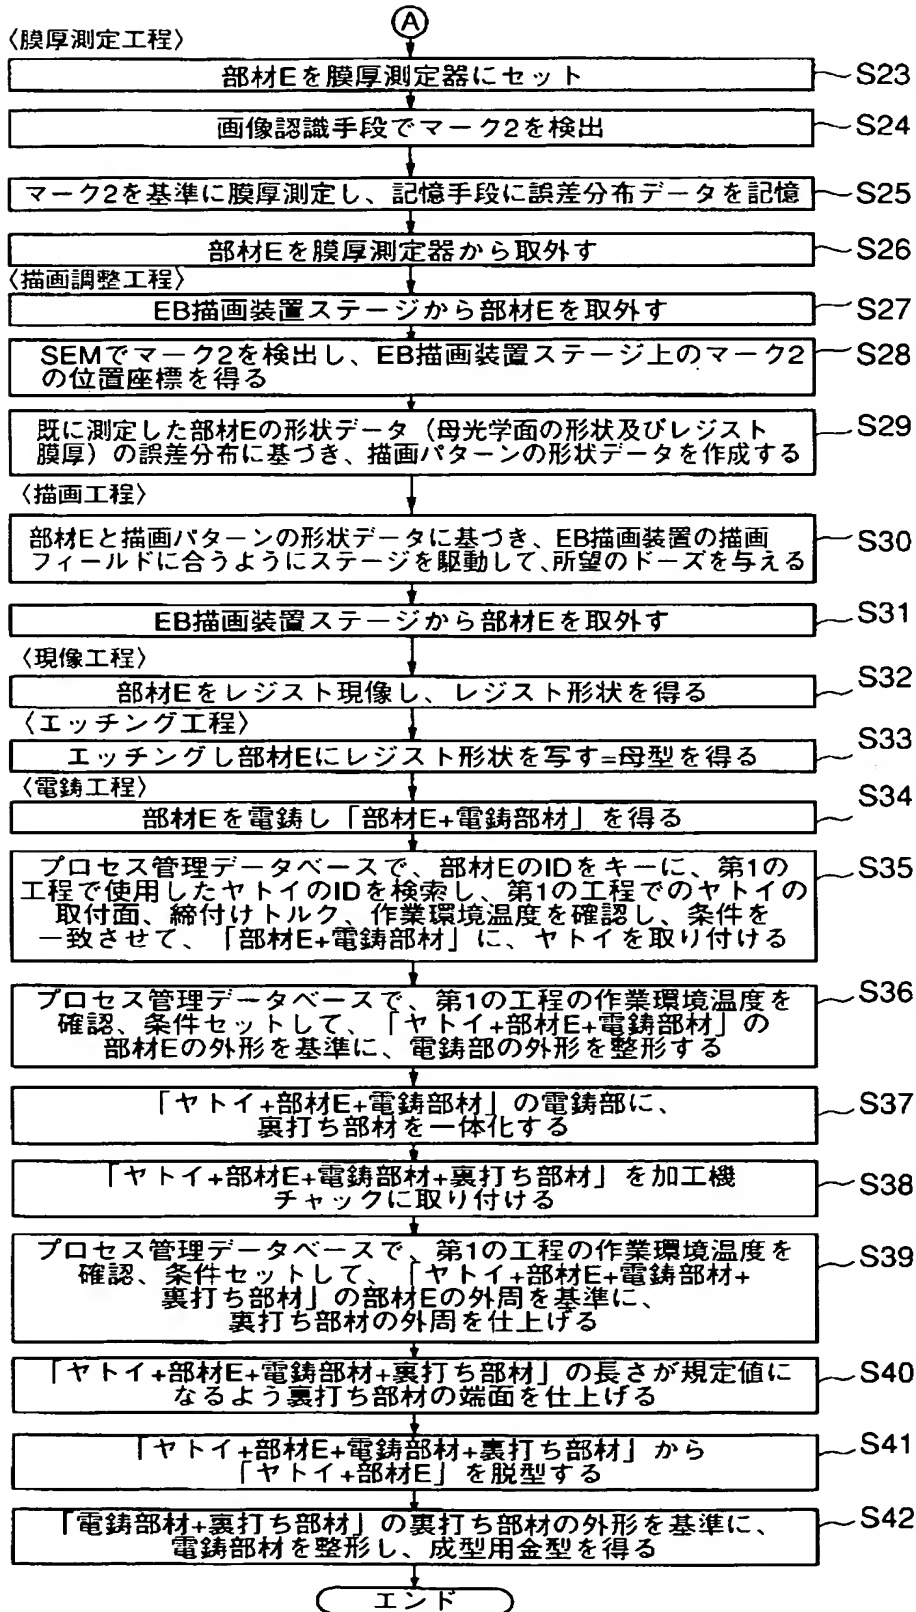 Ⓐ
〈膜厚測定工程〉
部材Eを膜厚測定器にセット
S23
画像認識手段でマーク2を検出
S24
マーク2を基準に膜厚測定し、記憶手段に誤差分布データを記憶
S25
部材Eを膜厚測定器から取外す
S26
〈描画調整工程〉
EB描画装置ステージから部材Eを取外す
S27
SEMでマーク2を検出し、EB描画装置ステージ上のマーク2
の位置座標を得る
S28
既に測定した部材Eの形状データ（母光学面の形状及びレジスト
膜厚）の誤差分布に基づき、描画パターンの形状データを作成する
S29
〈描画工程〉
部材Eと描画パターンの形状データに基づき、EB描画装置の描画
フィールドに合うようにステージを駆動して、所望のドーズを与える
S30
EB描画装置ステージから部材Eを取外す
S31
〈現像工程〉
部材Eをレジスト現像し、レジスト形状を得る
S32
〈エッチング工程〉
エッチングし部材Eにレジスト形状を写す=母型を得る
S33
〈電鋳工程〉
部材Eを電鋳し「部材E+電鋳部材」を得る
S34
プロセス管理データベースで、部材EのIDをキーに、第1の
工程で使用したヤトイのIDを検索し、第1の工程でのヤトイの
取付面、締付けトルク、作業環境温度を確認し、条件を
一致させて、「部材E+電鋳部材」に、ヤトイを取り付ける
S35
プロセス管理データベースで、第1の工程の作業環境温度を
確認、条件セットして、「ヤトイ+部材E+電鋳部材」の
部材Eの外形を基準に、電鋳部の外形を整形する
S36
「ヤトイ+部材E+電鋳部材」の電鋳部に、
裏打ち部材を一体化する
S37
「ヤトイ+部材E+電鋳部材+裏打ち部材」を加工機
チャックに取り付ける
S38
プロセス管理データベースで、第1の工程の作業環境温度を
確認、条件セットして、「ヤトイ+部材E+電鋳部材+
裏打ち部材」の部材Eの外周を基準に、
裏打ち部材の外周を仕上げる
S39
「ヤトイ+部材E+電鋳部材+裏打ち部材」の長さが規定値に
なるよう裏打ち部材の端面を仕上げる
S40
「ヤトイ+部材E+電鋳部材+裏打ち部材」から
「ヤトイ+部材E」を脱型する
S41
「電鋳部材+裏打ち部材」の裏打ち部材の外形を基準に、
電鋳部材を整形し、成型用金型を得る
S42
エンド